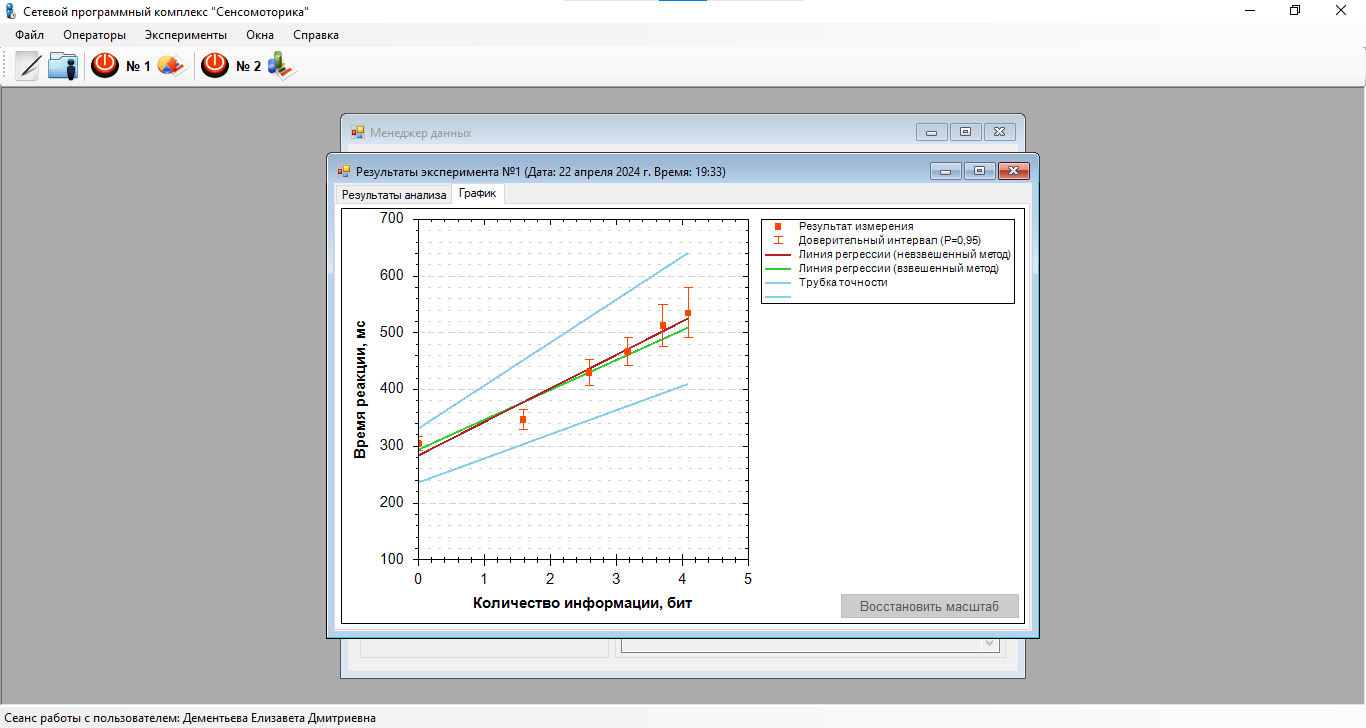 Сетевой программный комплекс "Сенсомоторика"
Файл Операторы Эксперименты Окна Справка
№ 1 № 2
Менеджер данных
Результаты эксперимента №1 (Дата: 22 апреля 2024 г. Время: 19:33)
Результаты анализа График
700
600
500
400
300
200
100
Время реакции, мс
0 1 2 3 4 5
Количество информации, бит
Результат измерения
Доверительный интервал (P=0,95)
Линия регрессии (невзвешенный метод)
Линия регрессии (взвешенный метод)
Трубка точности
Восстановить масштаб
Сеанс работы с пользователем: Дементьева Елизавета Дмитриевна